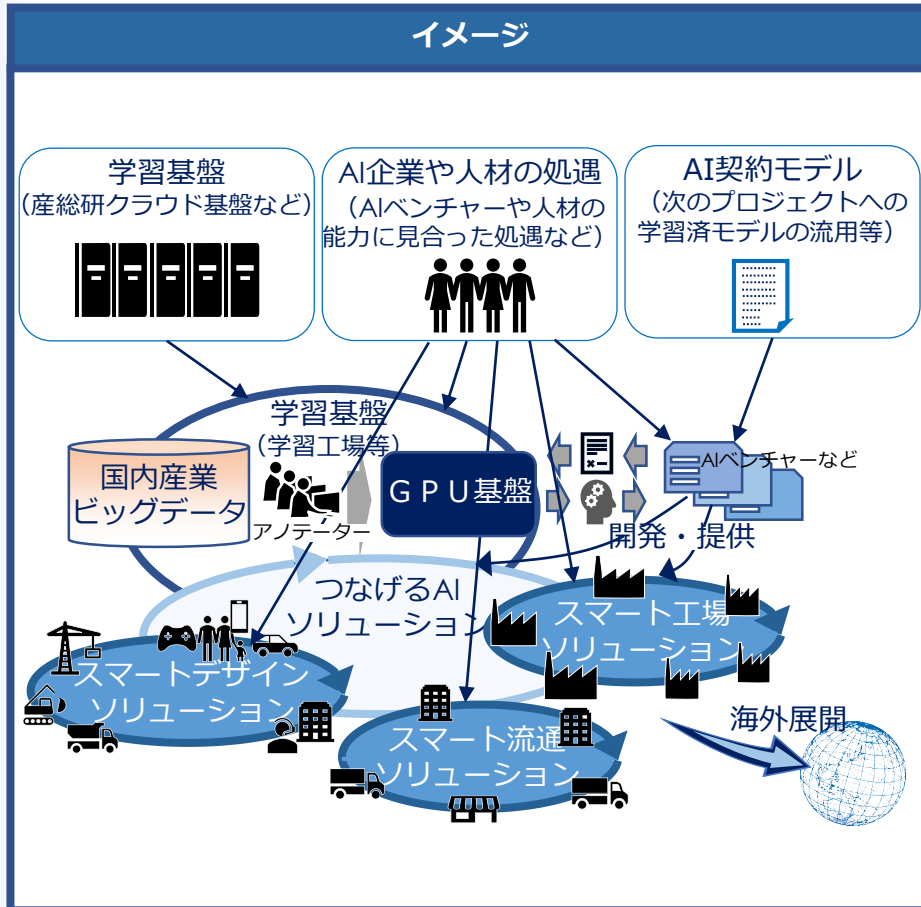 イメージ
学習基盤
(産総研クラウド基盤など)
AI企業や人材の処遇
(AIベンチャーや人材の
能力に見合った処遇など)
AI契約モデル
(次のプロジェクトへの
学習済モデルの流用等)
学習基盤
(学習工場等)
国内産業
ビッグデータ
アノテーター
GPU基盤
AIベンチャーなど
開発・提供
つなげるAI
ソリューション
スマート工場
ソリューション
スマートデザイン
ソリューション
スマート流通
ソリューション
海外展開